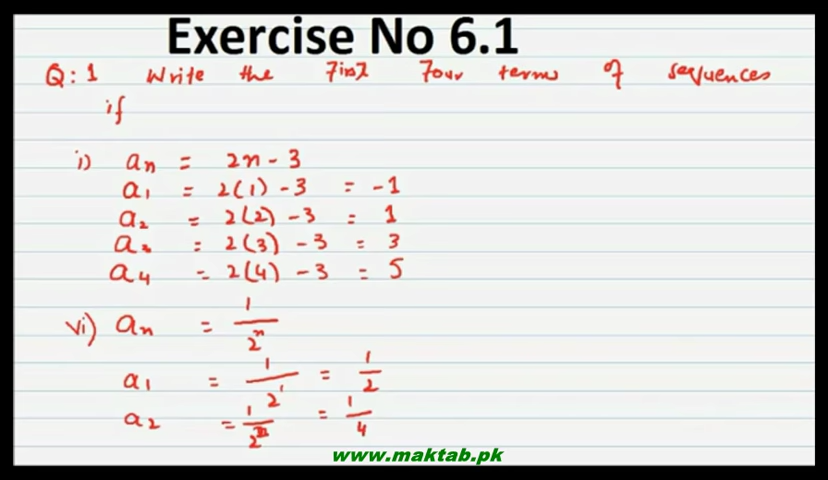 Exercise No 6.1
Q:1 Write the First Four terms of sequences
if
i) an = 2n - 3
a1 = 2(1) - 3 = -1
a2 = 2(2) - 3 = 1
a3 = 2(3) - 3 = 3
a4 = 2(4) - 3 = 5
vi) an = 1/2^n
a1 = 1/2^1 = 1/2
a2 = 1/2^2 = 1/4
www.maktab.pk